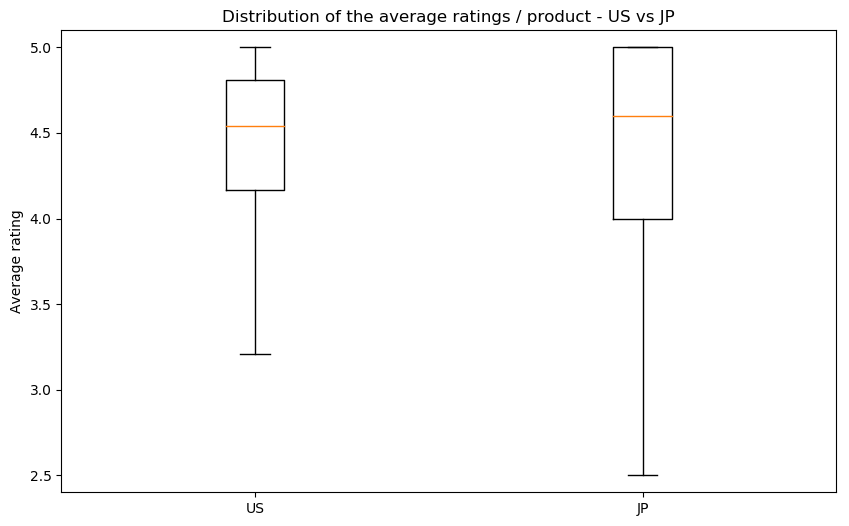 Distribution of the average ratings / product - US vs JP
Average rating
5.0
4.5
4.0
3.5
3.0
2.5
US
JP